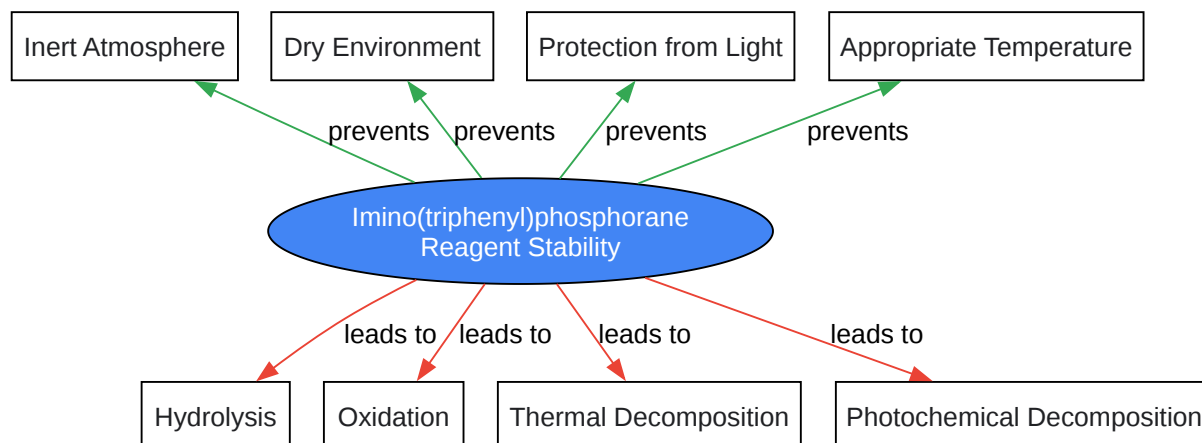 Inert Atmosphere
Dry Environment
Protection from Light
Appropriate Temperature
prevents
prevents
prevents
prevents
Imino(triphenyl)phosphorane
Reagent Stability
leads to
leads to
leads to
leads to
Hydrolysis
Oxidation
Thermal Decomposition
Photochemical Decomposition